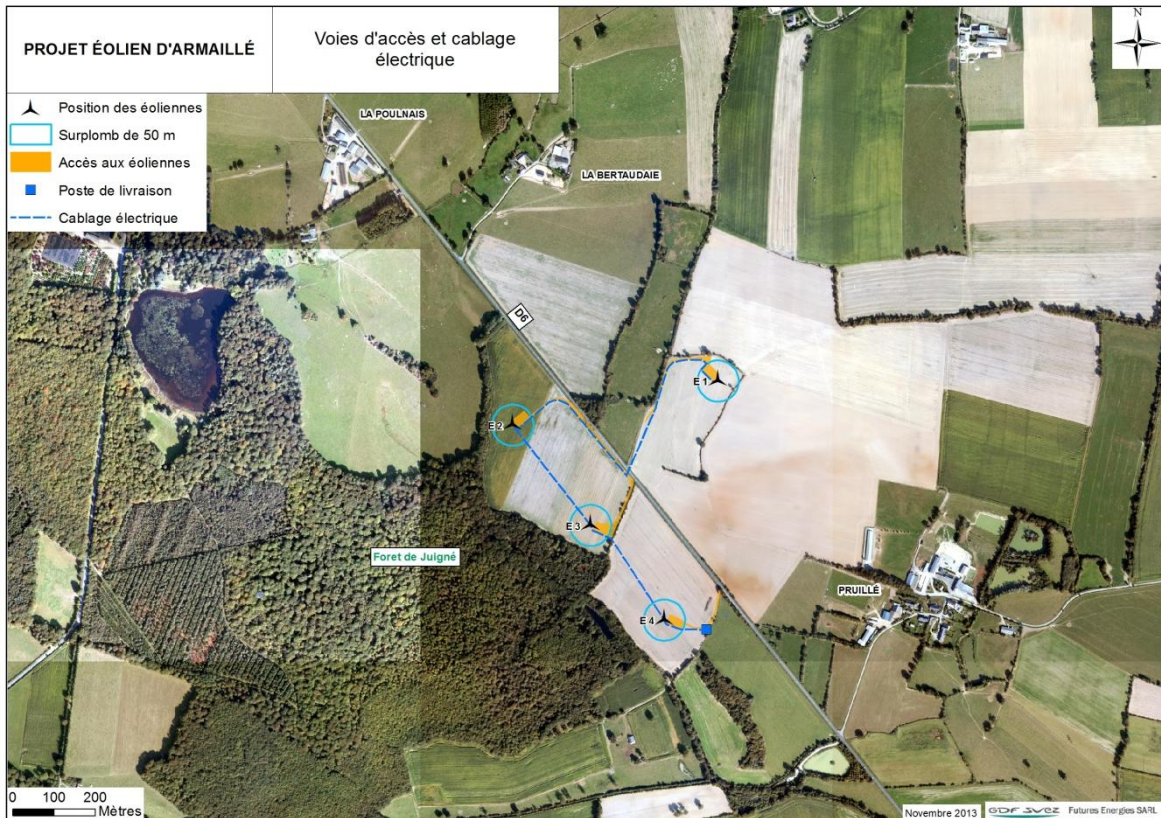 PROJET ÉOLIEN D'ARMAILLÉ
Voies d'accès et cablage
électrique
N
Position des éoliennes
Surplomb de 50 m
Accès aux éoliennes
Poste de livraison
Cablage électrique
LA POULNAIS
LA BERTAUDAIE
D6
E 1
E 2
E 3
Foret de Juigné
PRUILLÉ
E 4
0 100 200
Mètres
Novembre 2013
GDF SVEZ
Futures Energies SARL